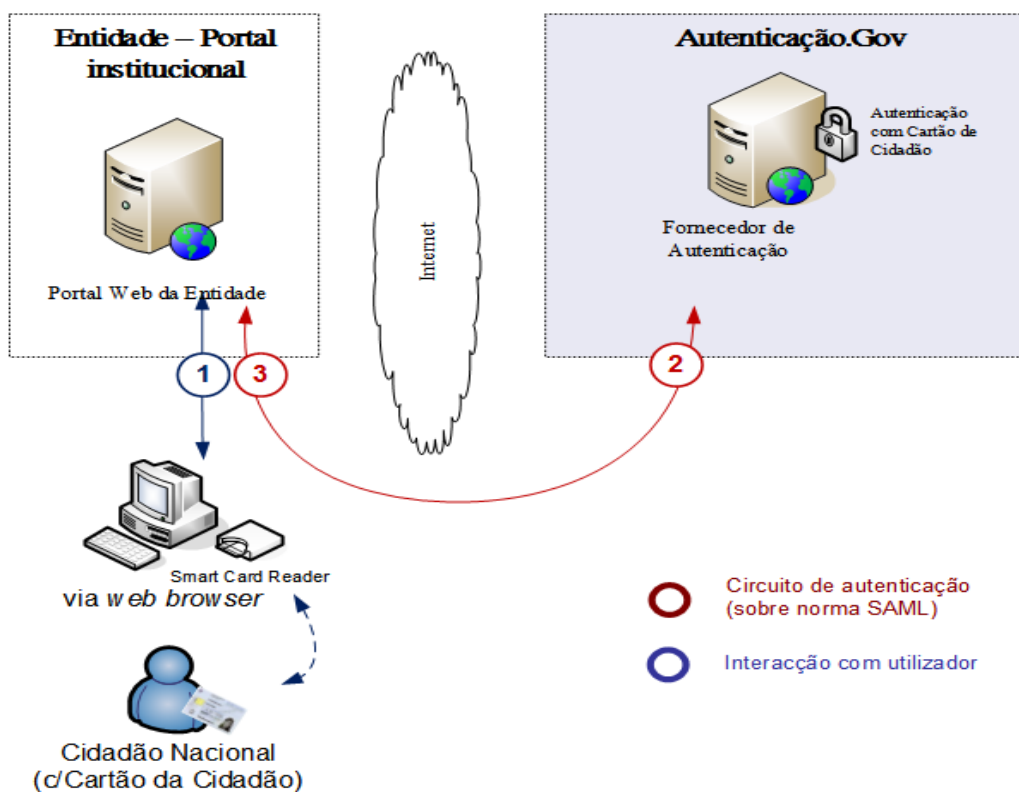 Entidade – Portal
institucional
Portal Web da Entidade
Internet
Autenticação.Gov
Autenticação
com Cartão de
Cidadão
Fornecedor de
Autenticação
1
3
2
Smart Card Reader
via web browser
Cidadão Nacional
(c/Cartão da Cidadão)
Circuito de autenticação
(sobre norma SAML)
Interacção com utilizador